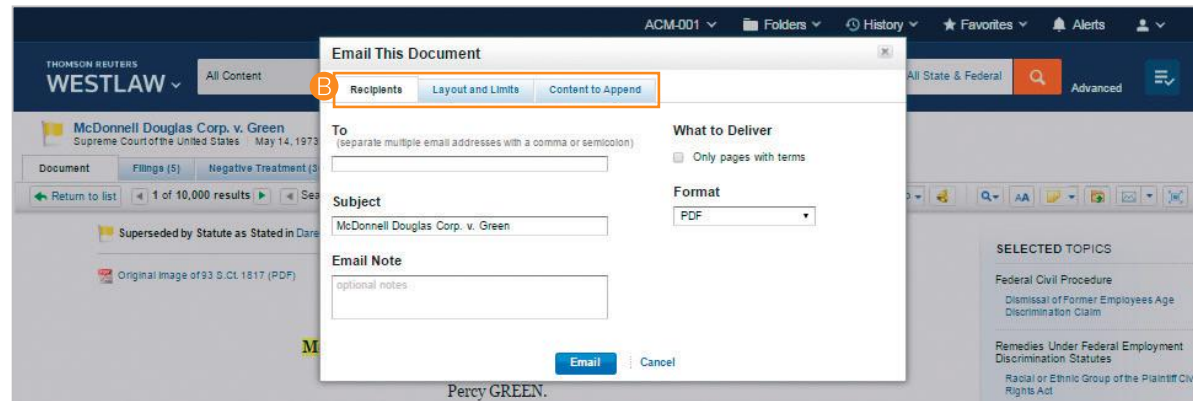 ACM-001 Folders History Favorites Alerts
THOMSON REUTERS
WESTLAW
All Content
All State & Federal
Advanced
McDonnell Douglas Corp. v. Green
Supreme Court of the United States May 14, 1973
Document Filings (5) Negative Treatment (3
Return to list 1 of 10,000 results Sea
AA
Superseded by Statute as Stated in Dare
Original Image of 93 S.Ct. 1817 (PDF)
M
Percy GREEN.
Email This Document
B
Recipients Layout and Limits Content to Append
To
(separate multiple email addresses with a comma or semicolon)
Subject
McDonnell Douglas Corp. v. Green
Email Note
optional notes
What to Deliver
Only pages with terms
Format
PDF
Email Cancel
SELECTED TOPICS
Federal Civil Procedure
Dismissal of Former Employees Age
Discrimination Claim
Remedies Under Federal Employment
Discrimination Statutes
Racial or Ethnic Group of the Plaintiff Civ
Rights Act